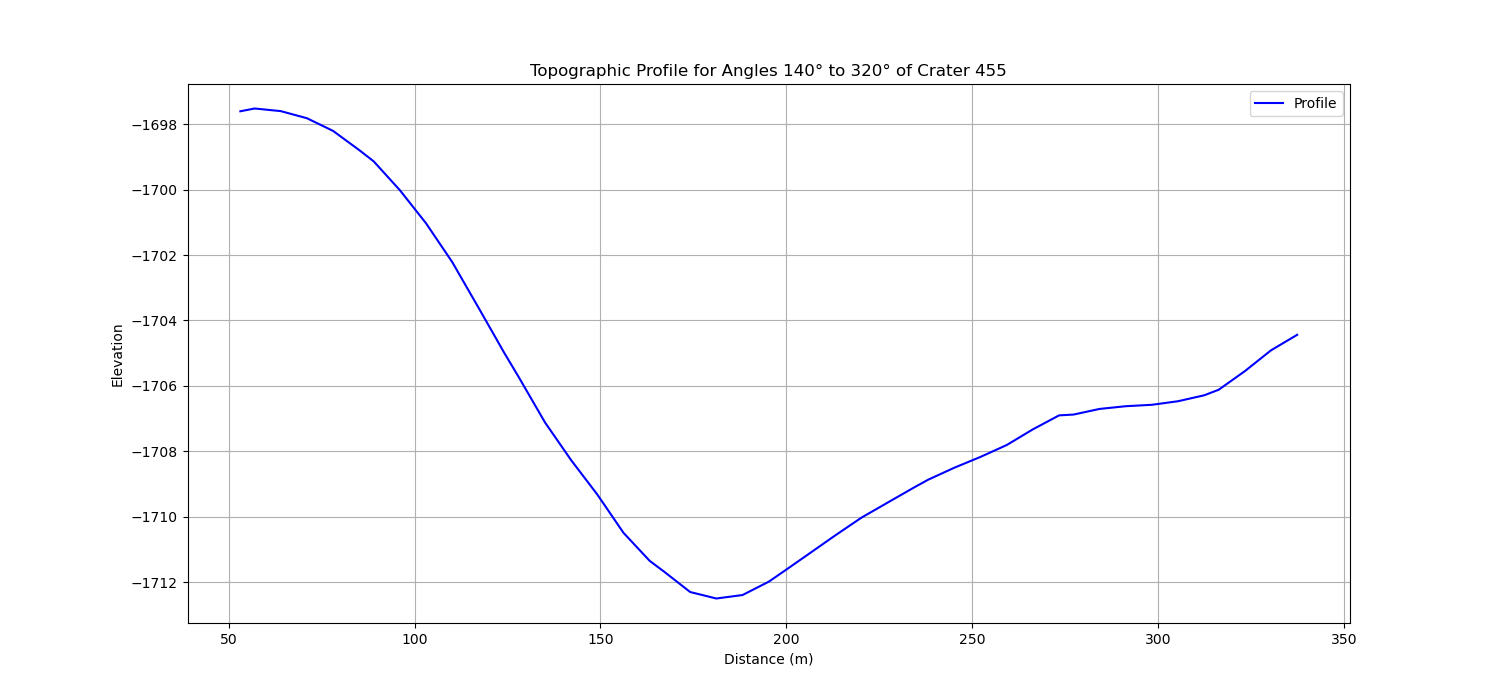 Topographic Profile for Angles 140° to 320° of Crater 455
Profile
−1698
−1700
−1702
−1704
−1706
−1708
−1710
−1712
Elevation
50 100 150 200 250 300 350
Distance (m)